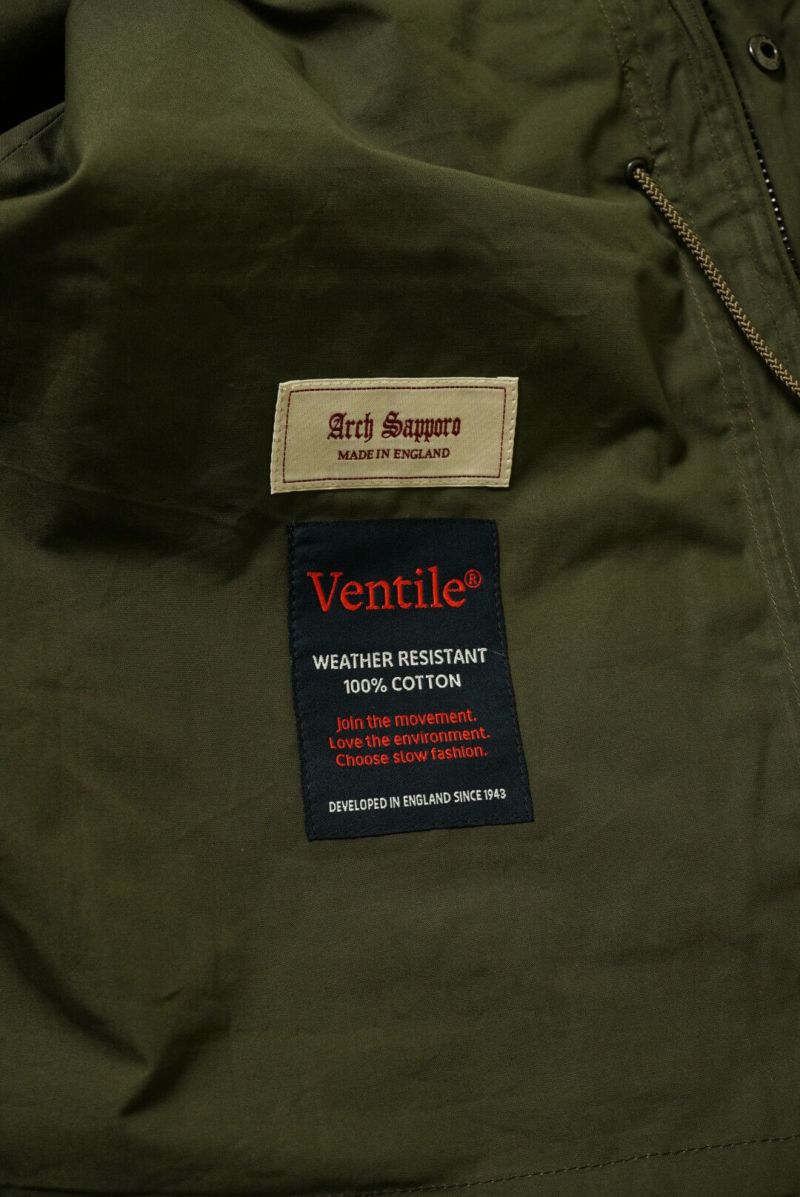 Arch Sapporo
MADE IN ENGLAND
Ventile®
WEATHER RESISTANT
100% COTTON
Join the movement.
Love the environment.
Choose slow fashion.
DEVELOPED IN ENGLAND SINCE 1943